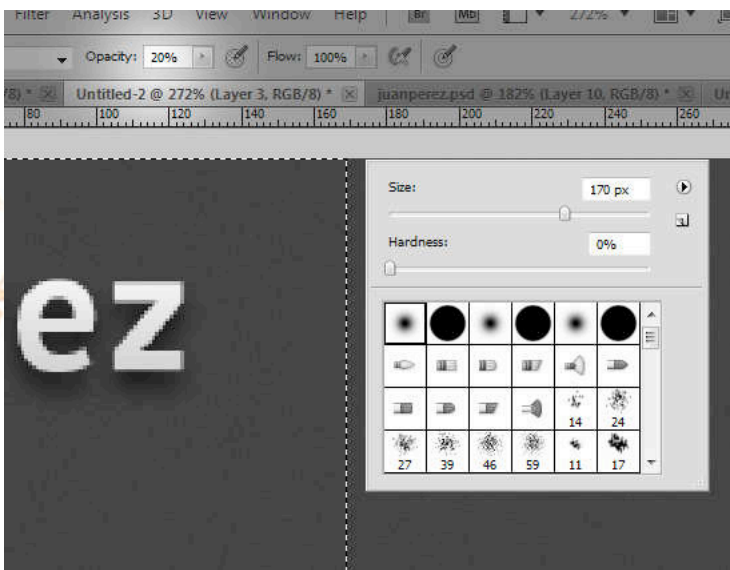 Filter Analysis 3D View Window Help Br Mb 272%
Opacity: 20% Flow: 100%
/8) * Untitled-2 @ 272% (Layer 3, RGB/8) * juanperez.psd @ 182% (Layer 10, RGB/8) * Un
80 100 120 140 160 180 200 220 240 260
Size: 170 px
Hardness: 0%
ez
14 24
27 39 46 59 11 17